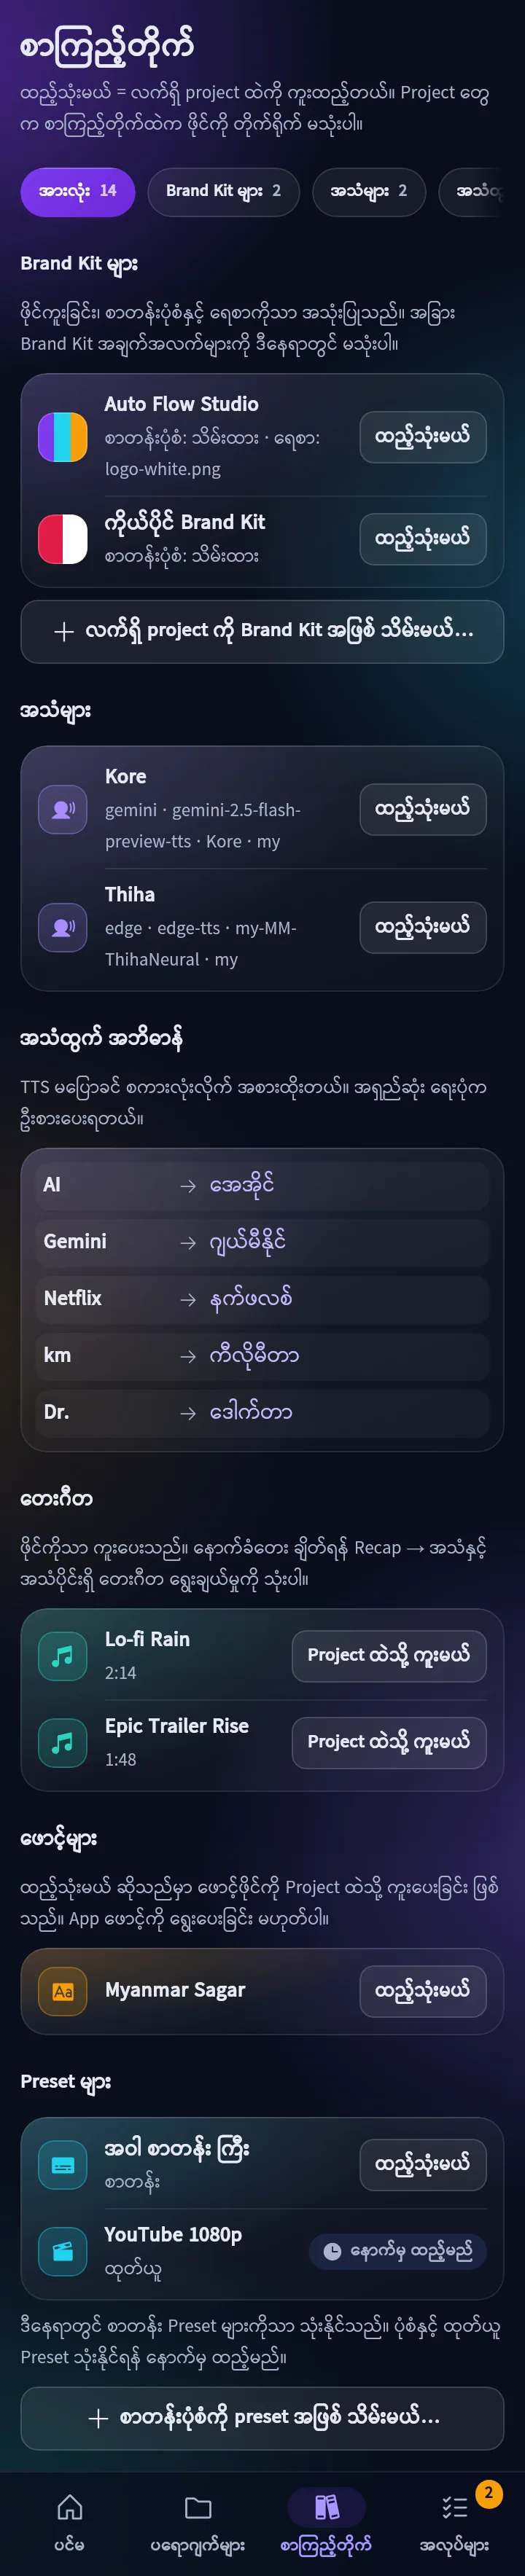 စာကြည့်တိုက်
ထည့်သုံးမယ် = လက်ရှိ project ထဲကို ကူးထည့်တယ်။ Project တွေ
က စာကြည့်တိုက်ထဲက ဖိုင်ကို တိုက်ရိုက် မသုံးပါ။
အားလုံး 14
Brand Kit များ 2
အသံများ 2
Brand Kit များ
ဖိုင်ကူးခြင်း၊ စာတန်းပုံစံနှင့် ရေစာကိုသာ အသုံးပြုသည်။ အခြား
Brand Kit အချက်အလက်များကို ဒီနေရာတွင် မသုံးပါ။
Auto Flow Studio
စာတန်းပုံစံ: သိမ်းထား · ရေစာ:
logo-white.png
ထည့်သုံးမယ်
ကိုယ်ပိုင် Brand Kit
စာတန်းပုံစံ: သိမ်းထား
ထည့်သုံးမယ်
လက်ရှိ project ကို Brand Kit အဖြစ် သိမ်းမယ်…
အသံများ
Kore
gemini · gemini-2.5-flash-
preview-tts · Kore · my
ထည့်သုံးမယ်
Thiha
edge · edge-tts · my-MM-
ThihaNeural · my
ထည့်သုံးမယ်
အသံထွက် အဘိဓာန်
TTS မပြောခင် စကားလုံးလိုက် အစားထိုးတယ်။ အရှည်ဆုံး ရေးပုံက
ဦးစားပေးရတယ်။
AI → အေအိုင်
Gemini → ဂျယ်မီနိုင်
Netflix → နက်ဖလစ်
km → ကီလိုမီတာ
Dr. → ဒေါက်တာ
တေးဂီတ
ဖိုင်ကိုသာ ကူးပေးသည်။ နောက်ခံတေး ချိတ်ရန် Recap → အသံနှင့်
အသံပိုင်းရှိ တေးဂီတ ရွေးချယ်မှုကို သုံးပါ။
Lo-fi Rain
2:14
Project ထဲသို့ ကူးမယ်
Epic Trailer Rise
1:48
Project ထဲသို့ ကူးမယ်
ဖောင့်များ
ထည့်သုံးမယ် ဆိုသည်မှာ ဖောင့်ဖိုင်ကို Project ထဲသို့ ကူးပေးခြင်း ဖြစ်
သည်။ App ဖောင့်ကို ရွေးပေးခြင်း မဟုတ်ပါ။
Myanmar Sagar
ထည့်သုံးမယ်
Preset များ
အဝါ စာတန်း ကြီး
စာတန်း
ထည့်သုံးမယ်
YouTube 1080p
ထုတ်ယူ
နောက်မှ ထည့်မည်
ဒီနေရာတွင် စာတန်း Preset များကိုသာ သုံးနိုင်သည်။ ပုံစံနှင့် ထုတ်ယူ
Preset သုံးနိုင်ရန် နောက်မှ ထည့်မည်။
စာတန်းပုံစံကို preset အဖြစ် သိမ်းမယ်…
ပင်မ
ပရောဂျက်များ
စာကြည့်တိုက်
အလုပ်များ
2